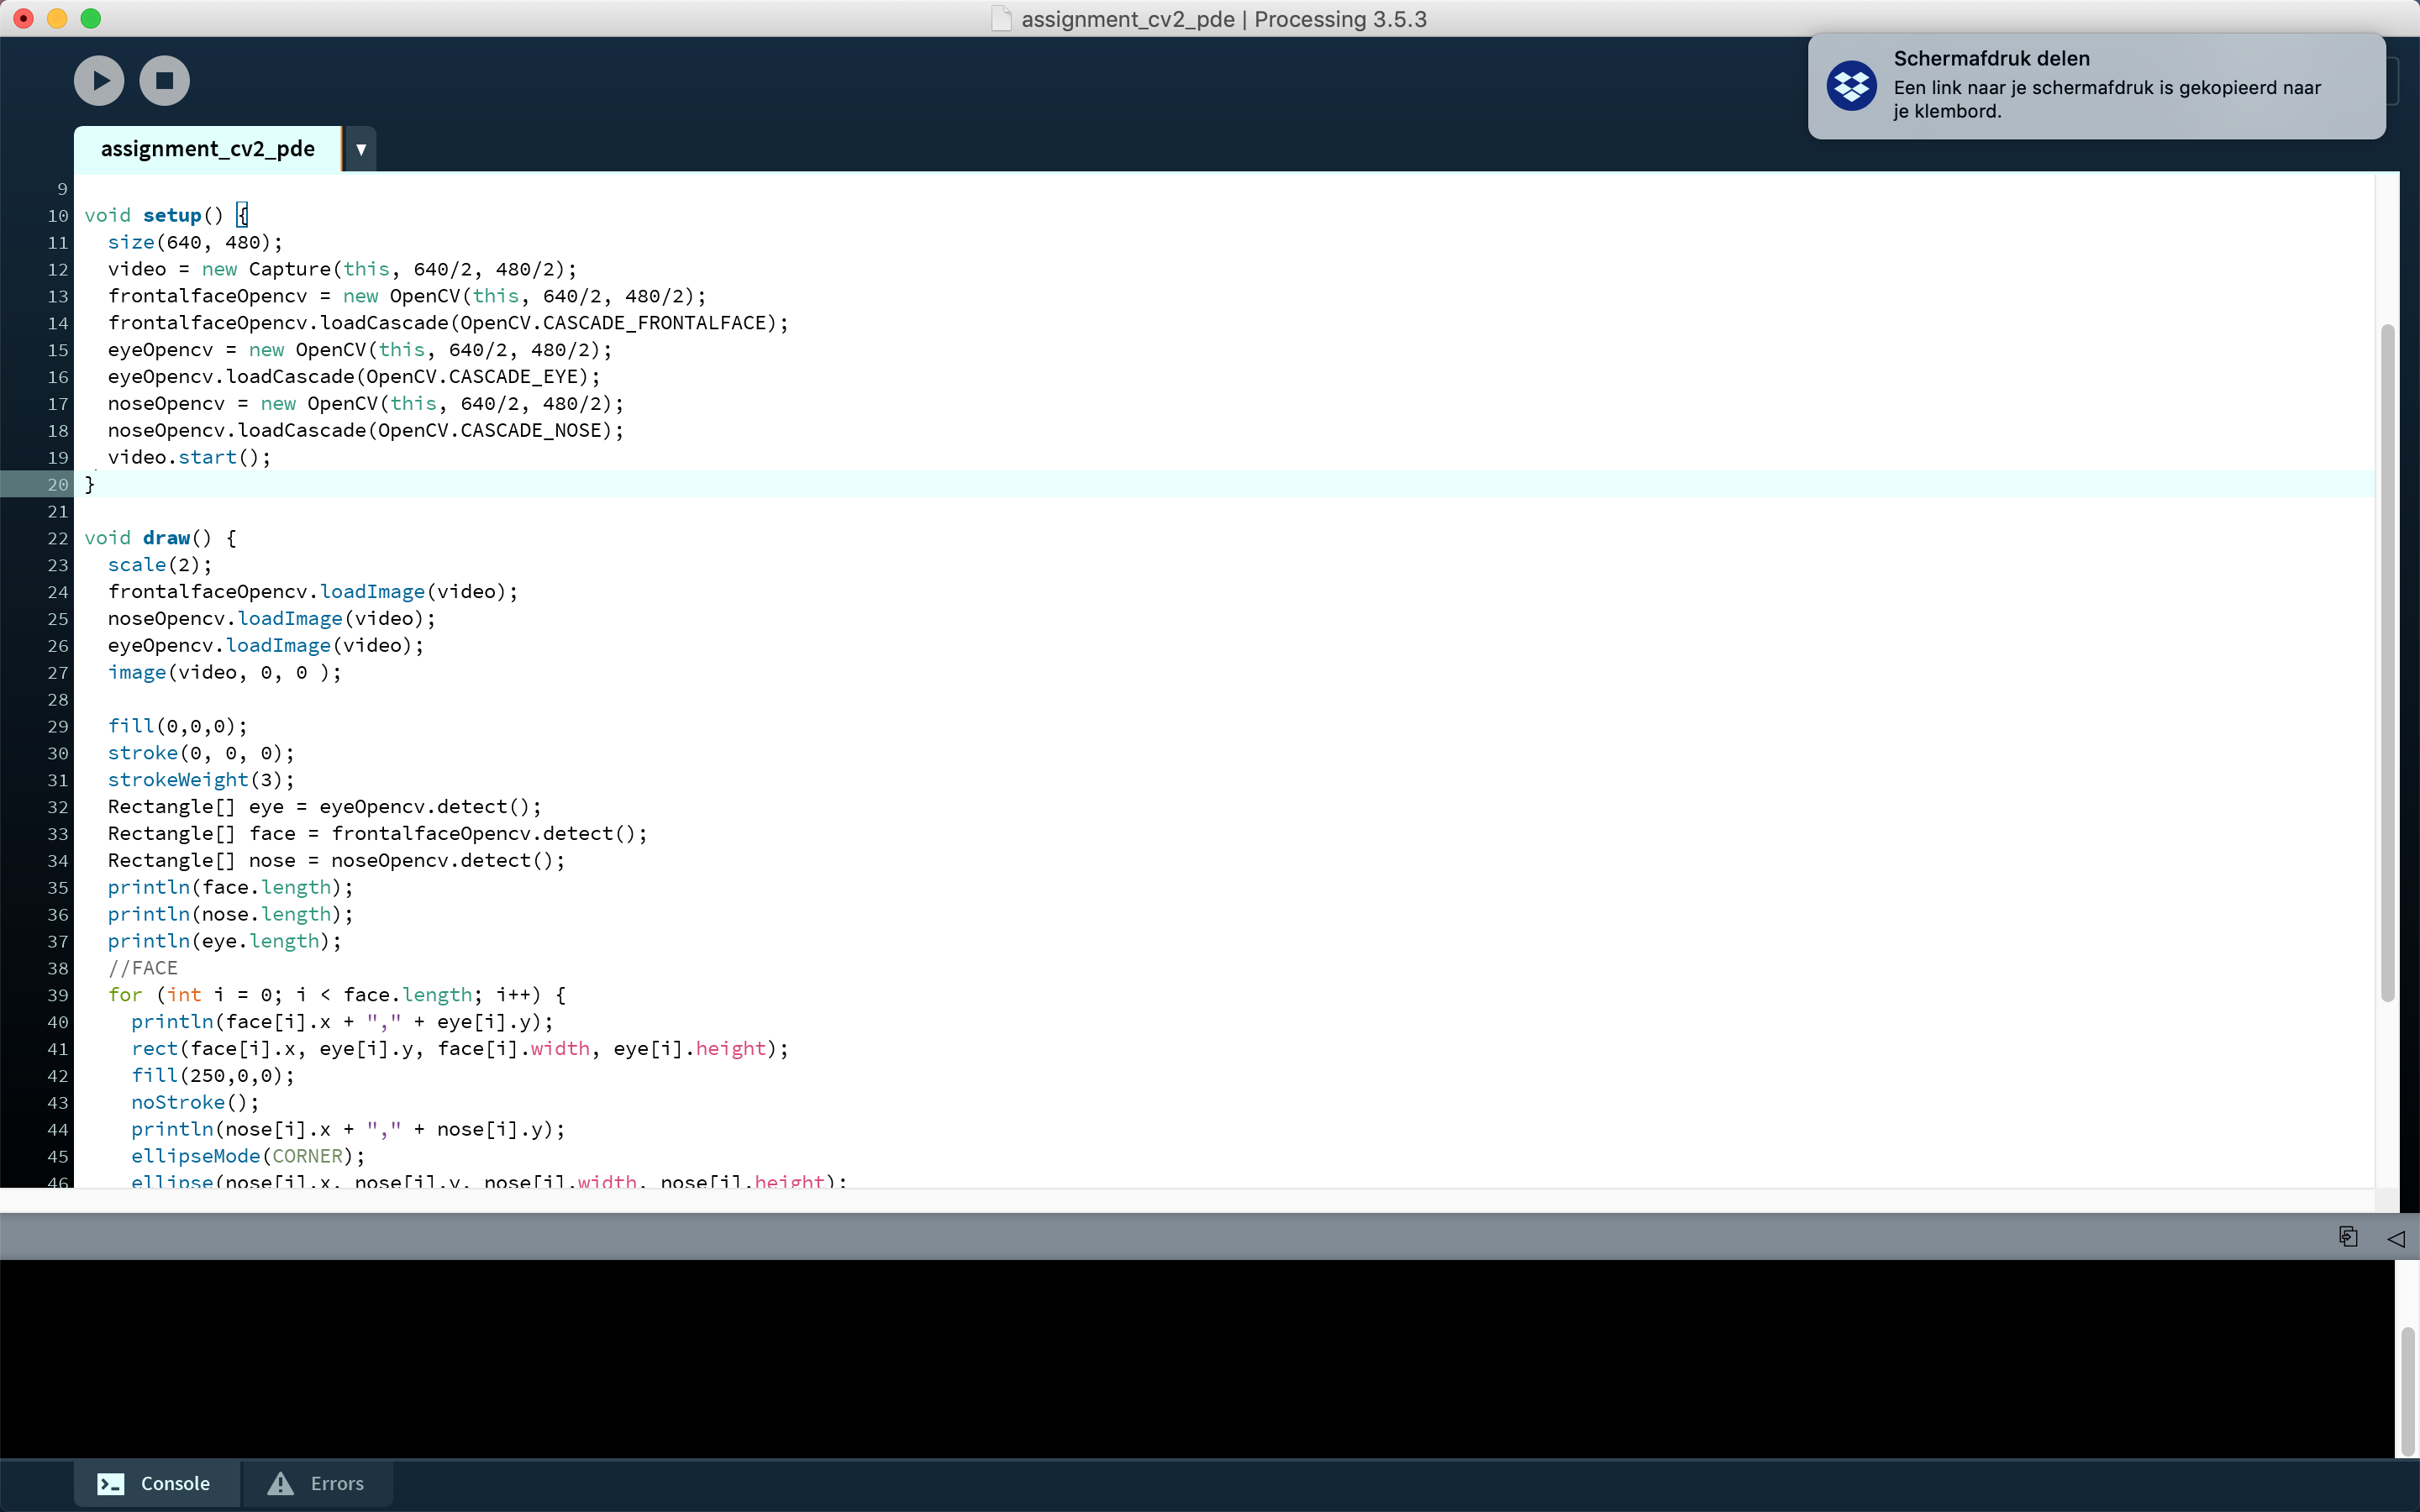 assignment_cv2_pde | Processing 3.5.3
Schermafdruk delen
Een link naar je schermafdruk is gekopieerd naar
je klembord.
assignment_cv2_pde ▼
9
10 void setup() {
11   size(640, 480);
12   video = new Capture(this, 640/2, 480/2);
13   frontalfaceOpencv = new OpenCV(this, 640/2, 480/2);
14   frontalfaceOpencv.loadCascade(OpenCV.CASCADE_FRONTALFACE);
15   eyeOpencv = new OpenCV(this, 640/2, 480/2);
16   eyeOpencv.loadCascade(OpenCV.CASCADE_EYE);
17   noseOpencv = new OpenCV(this, 640/2, 480/2);
18   noseOpencv.loadCascade(OpenCV.CASCADE_NOSE);
19   video.start();
20 }
21
22 void draw() {
23   scale(2);
24   frontalfaceOpencv.loadImage(video);
25   noseOpencv.loadImage(video);
26   eyeOpencv.loadImage(video);
27   image(video, 0, 0 );
28
29   fill(0,0,0);
30   stroke(0, 0, 0);
31   strokeWeight(3);
32   Rectangle[] eye = eyeOpencv.detect();
33   Rectangle[] face = frontalfaceOpencv.detect();
34   Rectangle[] nose = noseOpencv.detect();
35   println(face.length);
36   println(nose.length);
37   println(eye.length);
38   //FACE
39   for (int i = 0; i < face.length; i++) {
40     println(face[i].x + "," + eye[i].y);
41     rect(face[i].x, eye[i].y, face[i].width, eye[i].height);
42     fill(250,0,0);
43     noStroke();
44     println(nose[i].x + "," + nose[i].y);
45     ellipseMode(CORNER);
46     ellipse(nose[i].x, nose[i].y, nose[i].width, nose[i].height);
Console
Errors